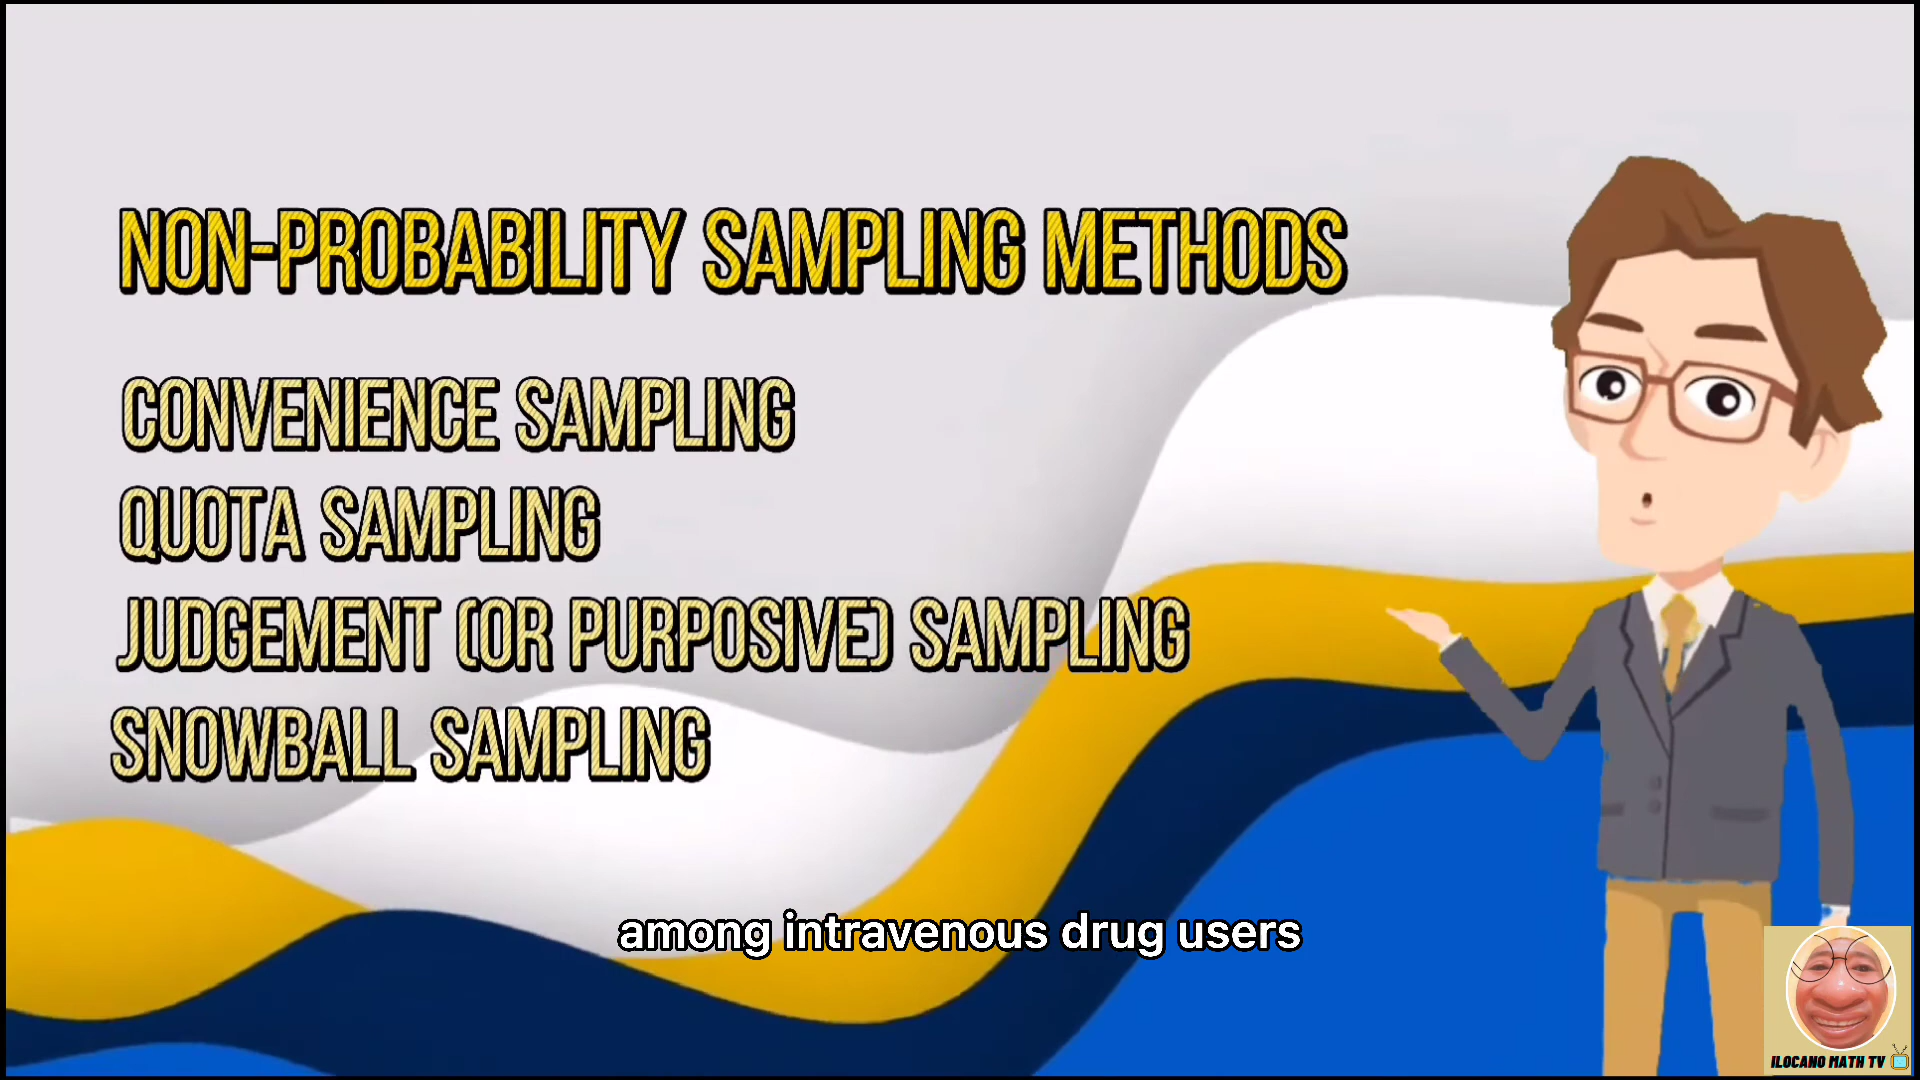 NON-PROBABILITY SAMPLING METHODS
CONVENIENCE SAMPLING
QUOTA SAMPLING
JUDGEMENT (OR PURPOSIVE) SAMPLING
SNOWBALL SAMPLING
among intravenous drug users
ILOCANO MATH TV